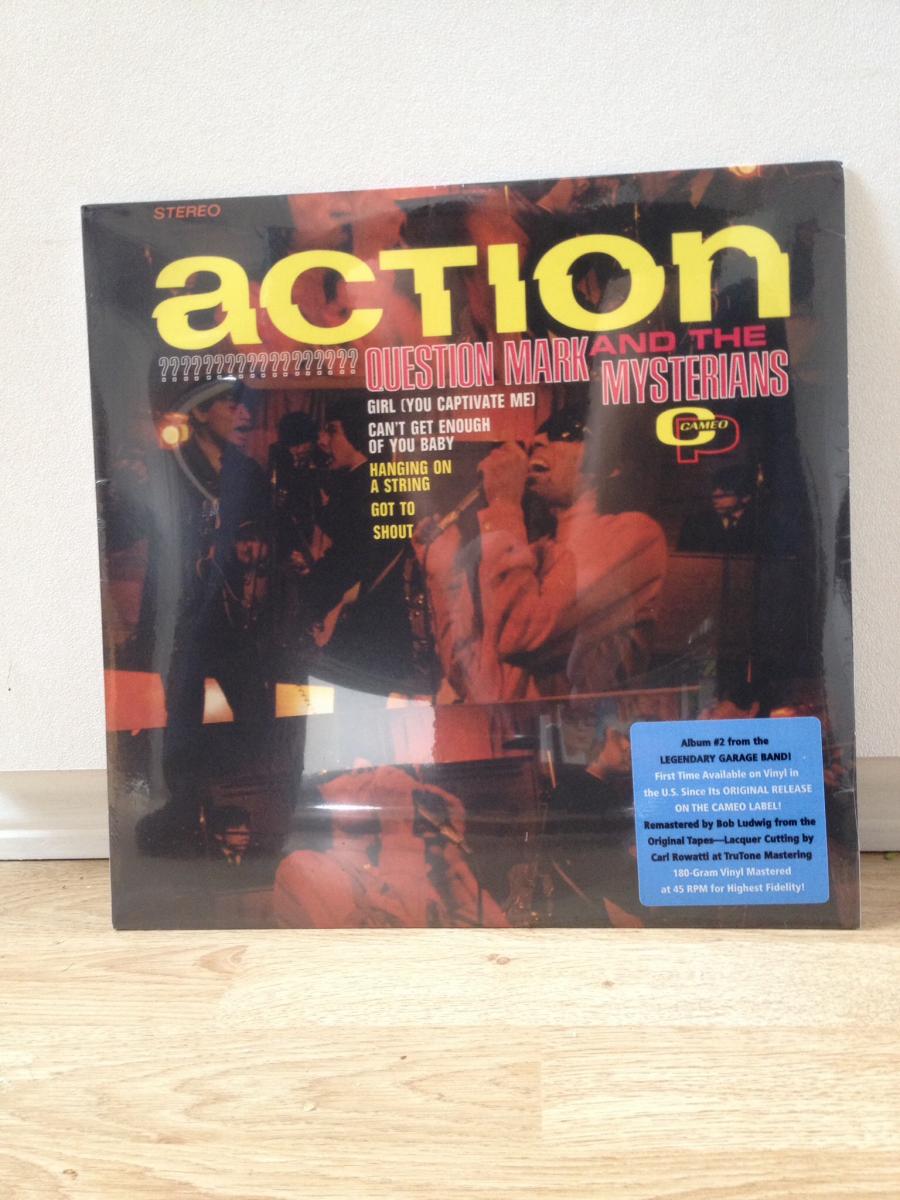 STEREO
action
?????????????????? QUESTION MARK AND THE
MYSTERIANS
GIRL (YOU CAPTIVATE ME)
CAN'T GET ENOUGH
OF YOU BABY
HANGING ON
A STRING
GOT TO
SHOUT
CP
CAMEO
Album #2 from the
LEGENDARY GARAGE BAND!
First Time Available on Vinyl in
the U.S. Since Its ORIGINAL RELEASE
ON THE CAMEO LABEL!
Remastered by Bob Ludwig from the
Original Tapes—Lacquer Cutting by
Carl Rowatti at TruTone Mastering
180-Gram Vinyl Mastered
at 45 RPM for Highest Fidelity!